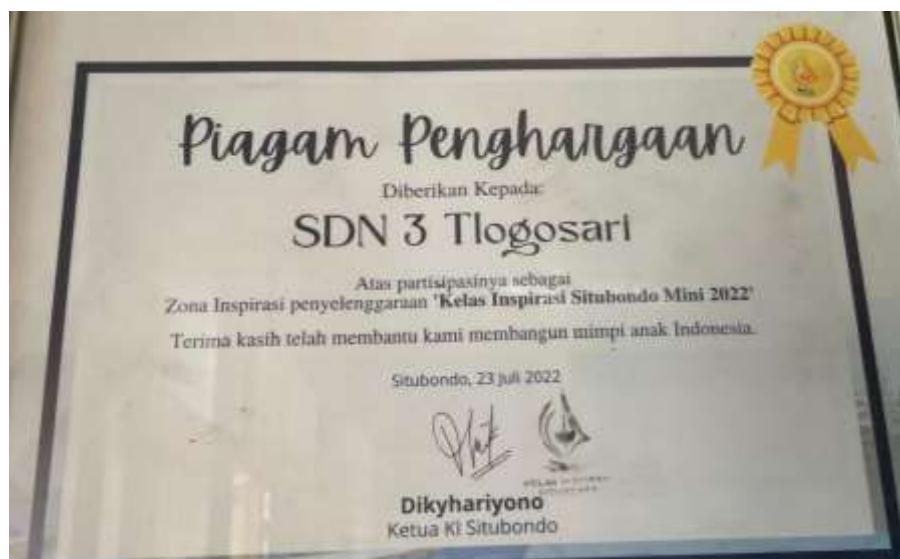 Piagam Penghargaan
Diberikan Kepada:
SDN 3 Tlogosari
Atas partisipasinya sebagai
Zona Inspirasi penyelenggaraan 'Kelas Inspirasi Situbondo Mini 2022'
Terima kasih telah membantu kami membangun mimpi anak Indonesia.
Situbondo, 23 Juli 2022
Dikyhariyono
Ketua KI Situbondo